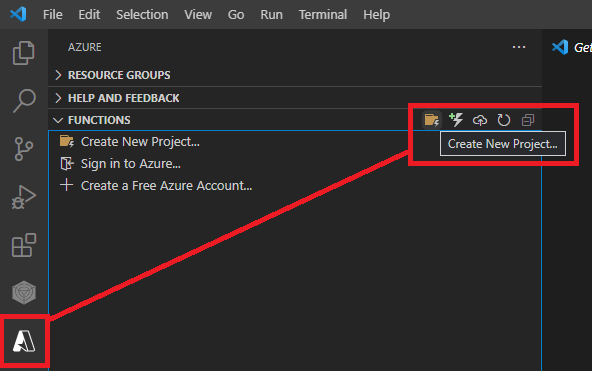 File Edit Selection View Go Run Terminal Help
AZURE
Get
RESOURCE GROUPS
HELP AND FEEDBACK
FUNCTIONS
Create New Project...
Create New Project...
Sign in to Azure...
Create a Free Azure Account...